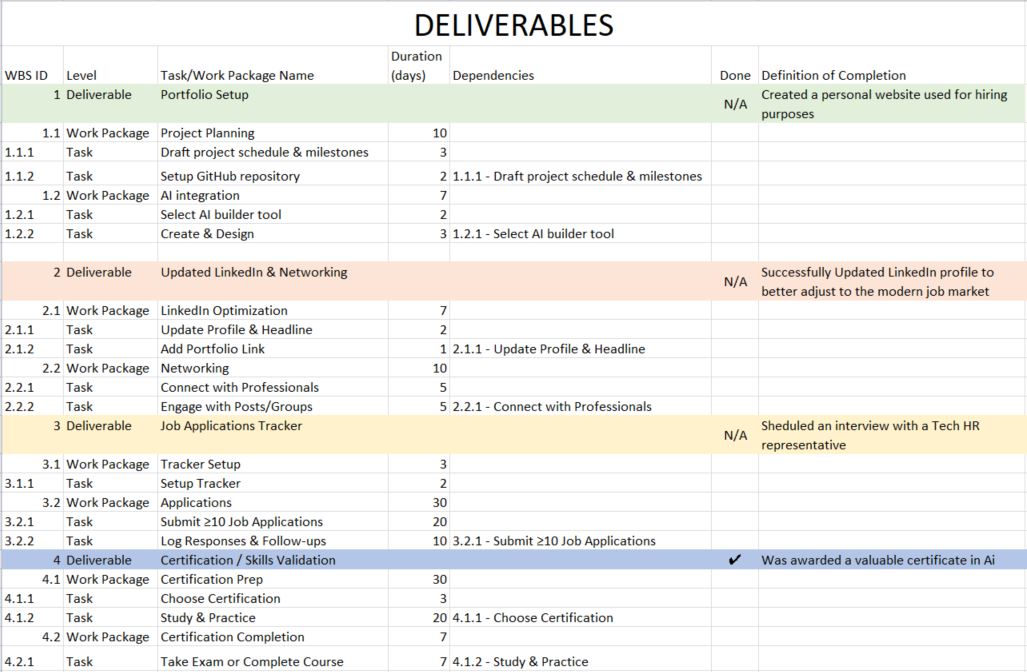 DELIVERABLES
WBS ID Level Task/Work Package Name Duration (days) Dependencies Done Definition of Completion
1 Deliverable Portfolio Setup N/A Created a personal website used for hiring purposes
1.1 Work Package Project Planning 10
1.1.1 Task Draft project schedule & milestones 3
1.1.2 Task Setup GitHub repository 2 1.1.1 - Draft project schedule & milestones
1.2 Work Package AI integration 7
1.2.1 Task Select AI builder tool 2
1.2.2 Task Create & Design 3 1.2.1 - Select AI builder tool
2 Deliverable Updated LinkedIn & Networking N/A Successfully Updated LinkedIn profile to better adjust to the modern job market
2.1 Work Package LinkedIn Optimization 7
2.1.1 Task Update Profile & Headline 2
2.1.2 Task Add Portfolio Link 1 2.1.1 - Update Profile & Headline
2.2 Work Package Networking 10
2.2.1 Task Connect with Professionals 5
2.2.2 Task Engage with Posts/Groups 5 2.2.1 - Connect with Professionals
3 Deliverable Job Applications Tracker N/A Sheduled an interview with a Tech HR representative
3.1 Work Package Tracker Setup 3
3.1.1 Task Setup Tracker 2
3.2 Work Package Applications 30
3.2.1 Task Submit ≥10 Job Applications 20
3.2.2 Task Log Responses & Follow-ups 10 3.2.1 - Submit ≥10 Job Applications
4 Deliverable Certification / Skills Validation ✔ Was awarded a valuable certificate in Ai
4.1 Work Package Certification Prep 30
4.1.1 Task Choose Certification 3
4.1.2 Task Study & Practice 20 4.1.1 - Choose Certification
4.2 Work Package Certification Completion 7
4.2.1 Task Take Exam or Complete Course 7 4.1.2 - Study & Practice